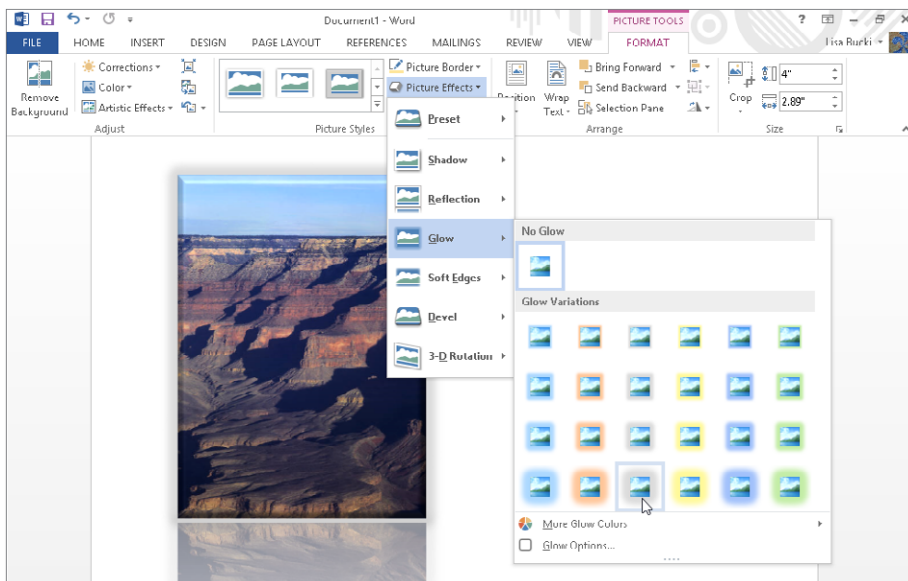 Document1 - Word
PICTURE TOOLS
?
FILE HOME INSERT DESIGN PAGE LAYOUT REFERENCES MAILINGS REVIEW VIEW FORMAT Lisa Bucki
Remove
Background
Corrections
Color
Artistic Effects
Adjust
Picture Styles
Picture Border
Picture Effects
Position
Wrap
Text
Bring Forward
Send Backward
Selection Pane
Arrange
Crop
4"
2.89"
Size
Preset
Shadow
Reflection
Glow
Soft Edges
Bevel
3-D Rotation
No Glow
Glow Variations
More Glow Colors
Glow Options...